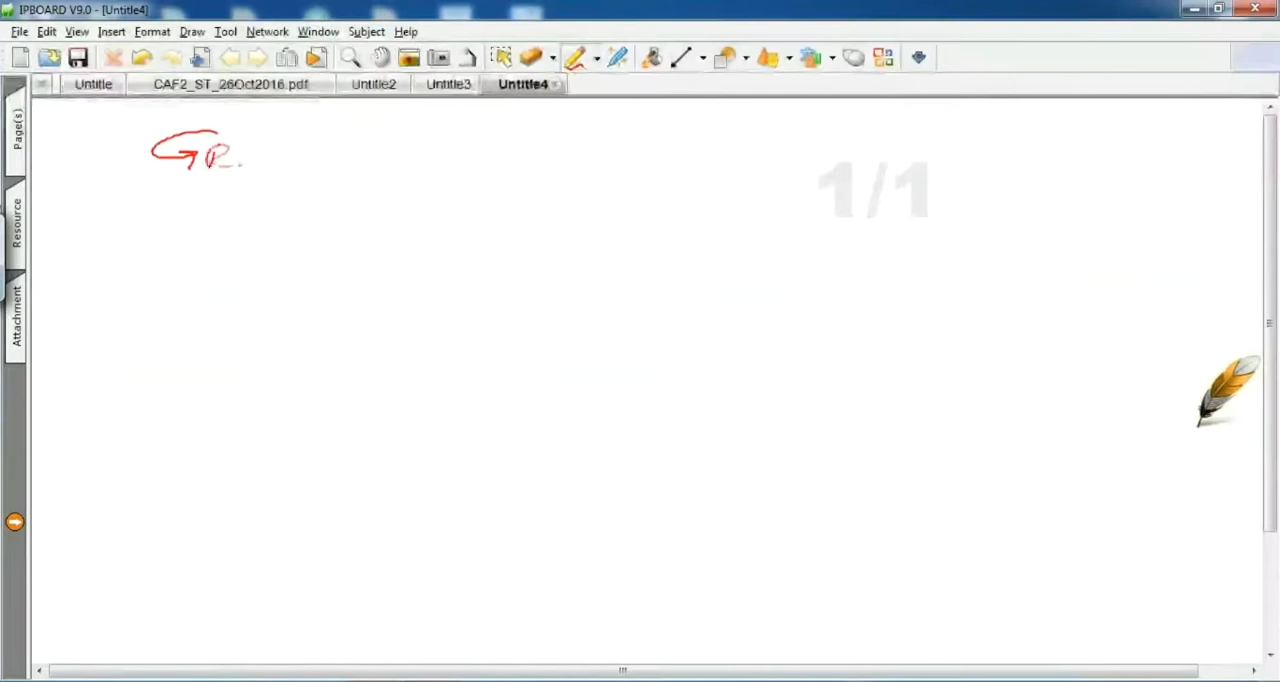 IPBOARD V9.0 - [Untitle4]
File Edit View Insert Format Draw Tool Network Window Subject Help
Untitle CAF2_ST_26Oct2016.pdf Untitle2 Untitle3 Untitle4
Page(s)
Resource
Attachment
R
1/1